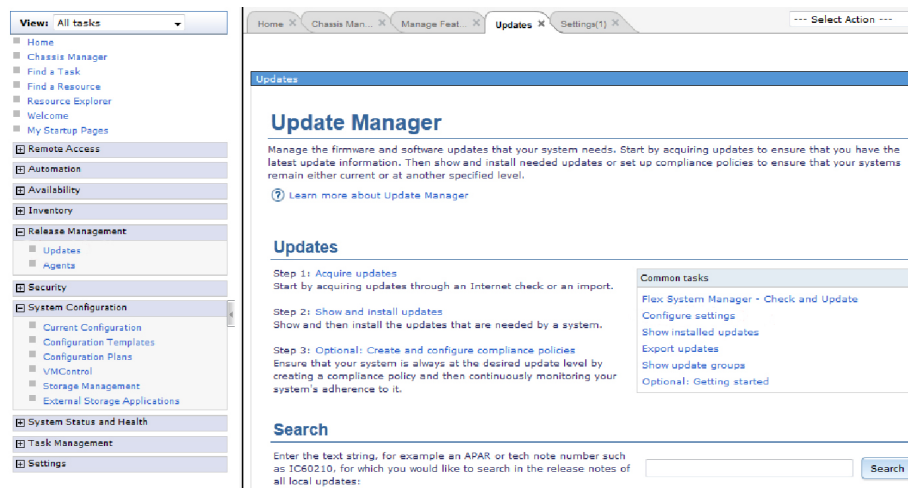 View: All tasks
Home
Chassis Manager
Find a Task
Find a Resource
Resource Explorer
Welcome
My Startup Pages
Remote Access
Automation
Availability
Inventory
Release Management
Updates
Agents
Security
System Configuration
Current Configuration
Configuration Templates
Configuration Plans
VMControl
Storage Management
External Storage Applications
System Status and Health
Task Management
Settings
Home Chassis Man... Manage Feat... Updates Settings(1) --- Select Action ---
Updates
Update Manager
Manage the firmware and software updates that your system needs. Start by acquiring updates to ensure that you have the
latest update information. Then show and install needed updates or set up compliance policies to ensure that your systems
remain either current or at another specified level.
Learn more about Update Manager
Updates
Step 1: Acquire updates
Start by acquiring updates through an Internet check or an import.
Step 2: Show and install updates
Show and then install the updates that are needed by a system.
Step 3: Optional: Create and configure compliance policies
Ensure that your system is always at the desired update level by
creating a compliance policy and then continuously monitoring your
system's adherence to it.
Common tasks
Flex System Manager - Check and Update
Configure settings
Show installed updates
Export updates
Show update groups
Optional: Getting started
Search
Enter the text string, for example an APAR or tech note number such
as IC60210, for which you would like to search in the release notes of
all local updates:
Search